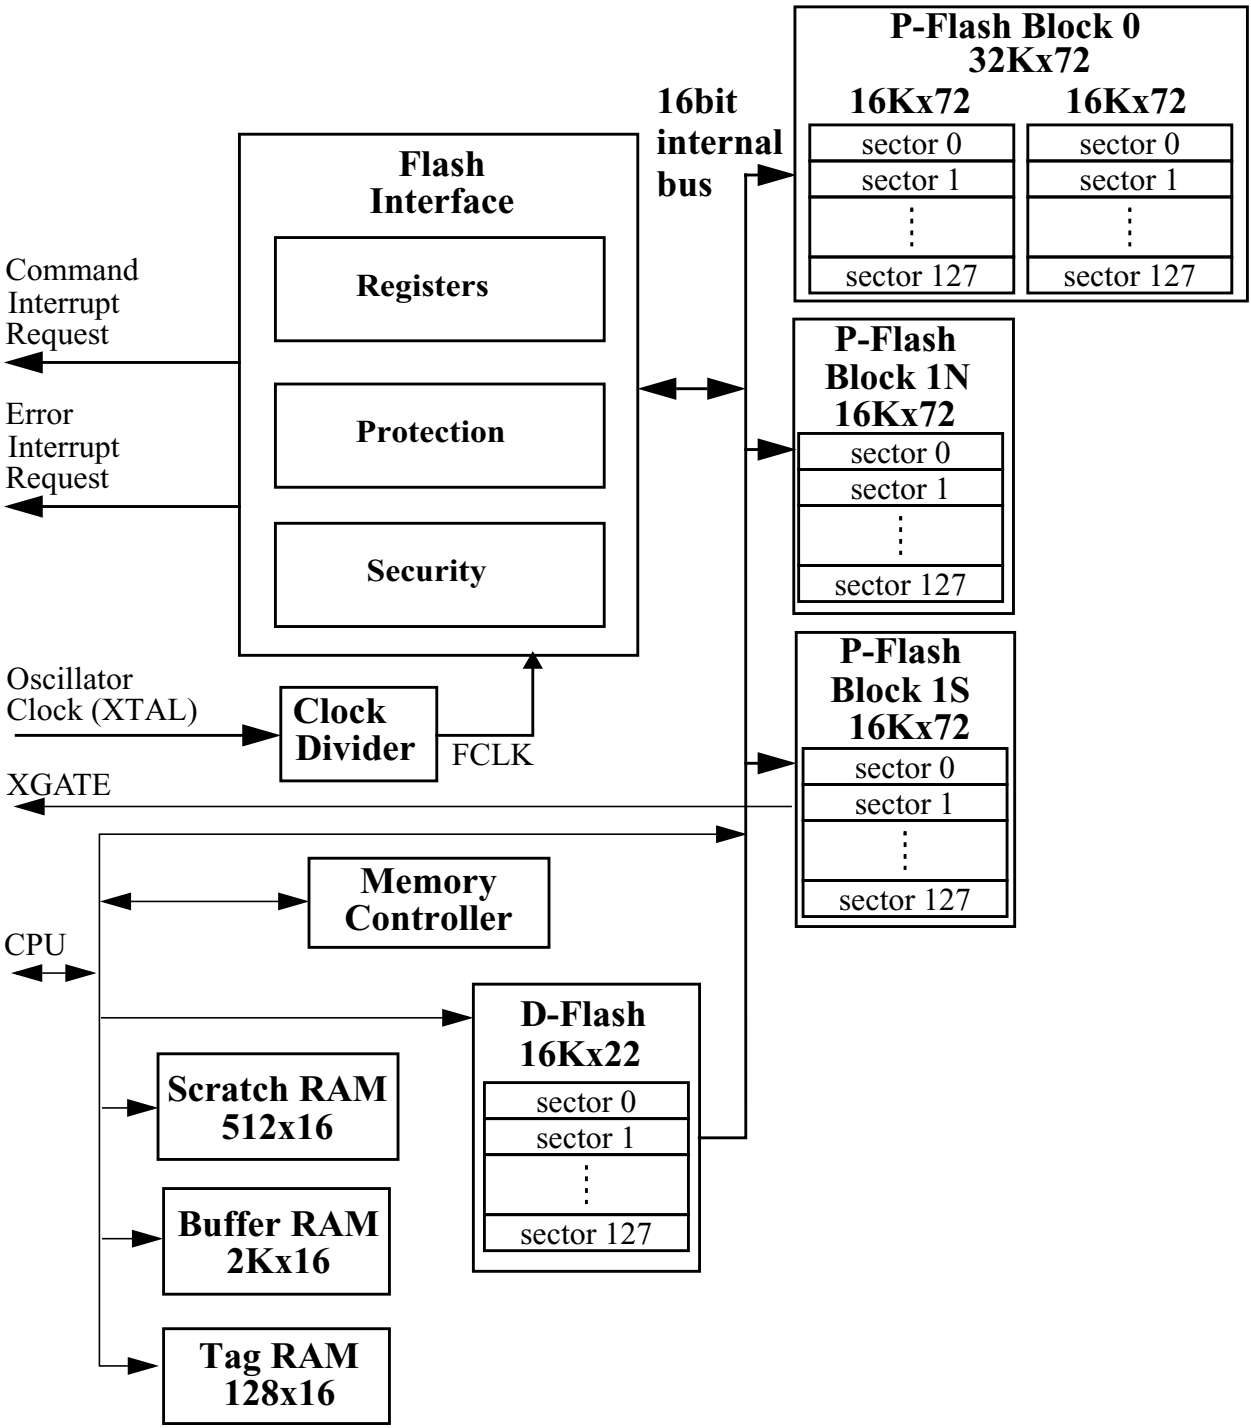 P-Flash Block 0
32Kx72
16Kx72
16Kx72
sector 0
sector 1
sector 127
sector 0
sector 1
sector 127
16bit
internal
bus
Flash
Interface
Registers
Protection
Security
Command
Interrupt
Request
Error
Interrupt
Request
P-Flash
Block 1N
16Kx72
sector 0
sector 1
sector 127
P-Flash
Block 1S
16Kx72
sector 0
sector 1
sector 127
Oscillator
Clock (XTAL)
Clock
Divider
FCLK
XGATE
Memory
Controller
CPU
D-Flash
16Kx22
sector 0
sector 1
sector 127
Scratch RAM
512x16
Buffer RAM
2Kx16
Tag RAM
128x16